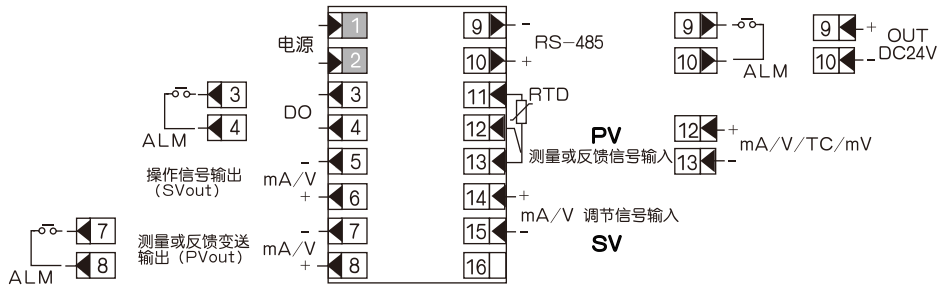 电源
1
2
3
4
5
6
7
8
DO
mA/V
-
+
mA/V
-
+
3
4
ALM
操作信号输出
(SVout)
7
8
ALM
测量或反馈变送
输出(PVout)
9
10
11
12
13
14
15
16
-
RS-485
+
RTD
PV
测量或反馈信号输入
+
mA/V 调节信号输入
-
SV
9
10
ALM
9 + OUT
10 - DC24V
12 +
mA/V/TC/mV
13 -